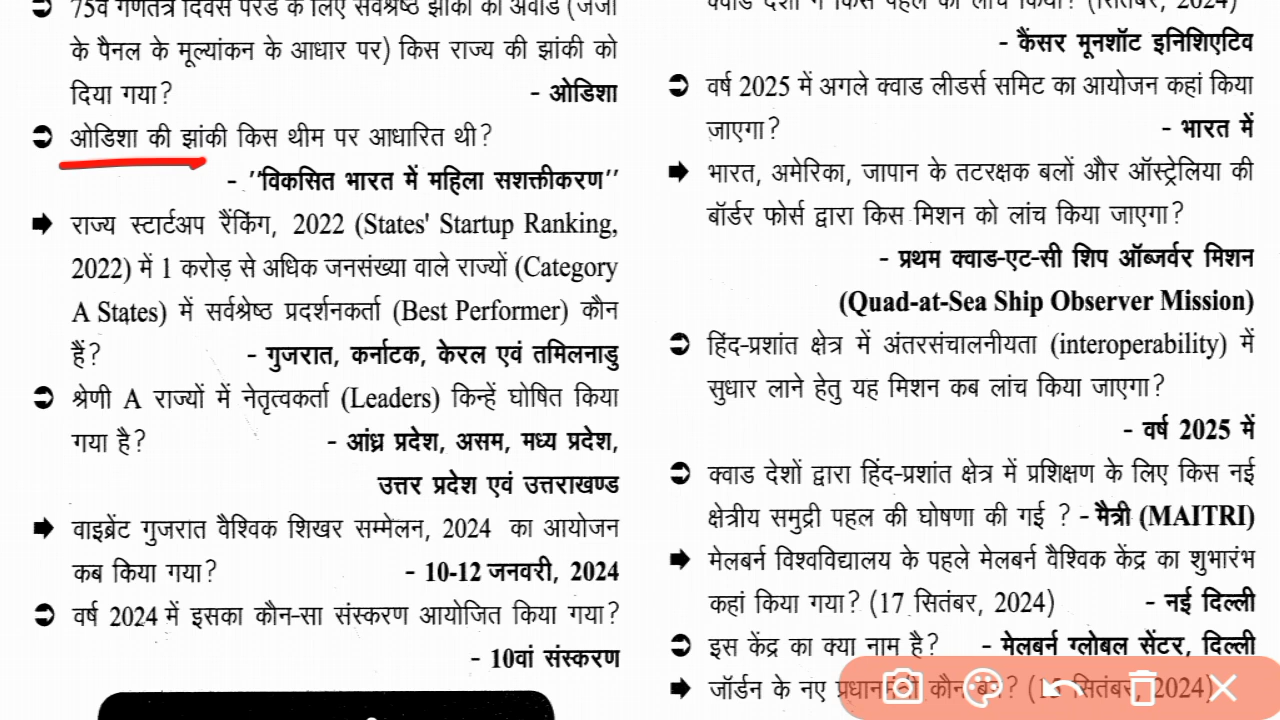 75वें गणतंत्र दिवस परेड के लिए सर्वश्रेष्ठ झांकी का अवॉर्ड (जजों
के पैनल के मूल्यांकन के आधार पर) किस राज्य की झांकी को
दिया गया? - ओडिशा
ओडिशा की झांकी किस थीम पर आधारित थी?
- ''विकसित भारत में महिला सशक्तीकरण''
राज्य स्टार्टअप रैंकिंग, 2022 (States' Startup Ranking,
2022) में 1 करोड़ से अधिक जनसंख्या वाले राज्यों (Category
A States) में सर्वश्रेष्ठ प्रदर्शनकर्ता (Best Performer) कौन
हैं? - गुजरात, कर्नाटक, केरल एवं तमिलनाडु
श्रेणी A राज्यों में नेतृत्वकर्ता (Leaders) किन्हें घोषित किया
गया है? - आंध्र प्रदेश, असम, मध्य प्रदेश,
उत्तर प्रदेश एवं उत्तराखण्ड
वाइब्रेंट गुजरात वैश्विक शिखर सम्मेलन, 2024 का आयोजन
कब किया गया? - 10-12 जनवरी, 2024
वर्ष 2024 में इसका कौन-सा संस्करण आयोजित किया गया?
- 10वां संस्करण
क्वाड देशों ने किस पहल को लांच किया? (सितंबर, 2024)
- कैंसर मूनशॉट इनिशिएटिव
वर्ष 2025 में अगले क्वाड लीडर्स समिट का आयोजन कहां किया
जाएगा? - भारत में
भारत, अमेरिका, जापान के तटरक्षक बलों और ऑस्ट्रेलिया की
बॉर्डर फोर्स द्वारा किस मिशन को लांच किया जाएगा?
- प्रथम क्वाड-एट-सी शिप ऑब्जर्वर मिशन
(Quad-at-Sea Ship Observer Mission)
हिंद-प्रशांत क्षेत्र में अंतरसंचालनीयता (interoperability) में
सुधार लाने हेतु यह मिशन कब लांच किया जाएगा?
- वर्ष 2025 में
क्वाड देशों द्वारा हिंद-प्रशांत क्षेत्र में प्रशिक्षण के लिए किस नई
क्षेत्रीय समुद्री पहल की घोषणा की गई ? - मैत्री (MAITRI)
मेलबर्न विश्वविद्यालय के पहले मेलबर्न वैश्विक केंद्र का शुभारंभ
कहां किया गया? (17 सितंबर, 2024) - नई दिल्ली
इस केंद्र का क्या नाम है? - मेलबर्न ग्लोबल सेंटर, दिल्ली
जॉर्डन के नए प्रधानमंत्री कौन बने? सितंबर, 2024)